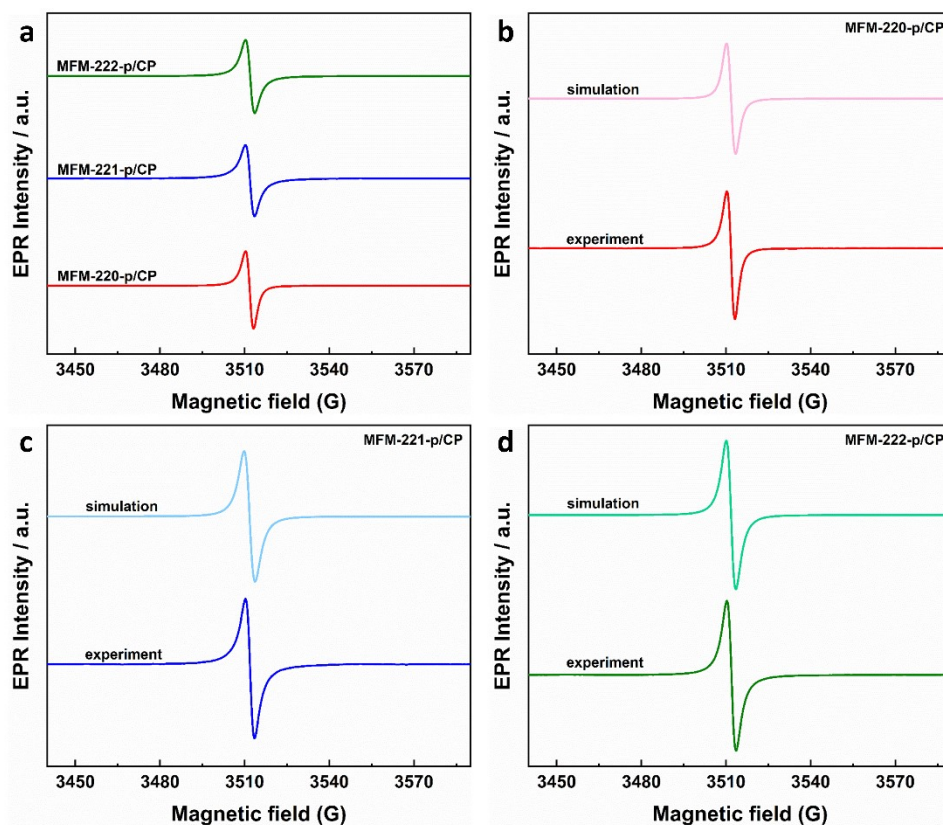 a
MFM-222-p/CP
MFM-221-p/CP
MFM-220-p/CP
EPR Intensity / a.u.
3450 3480 3510 3540 3570
Magnetic field (G)
b
MFM-220-p/CP
simulation
experiment
EPR Intensity / a.u.
3450 3480 3510 3540 3570
Magnetic field (G)
c
MFM-221-p/CP
simulation
experiment
EPR Intensity / a.u.
3450 3480 3510 3540 3570
Magnetic field (G)
d
MFM-222-p/CP
simulation
experiment
EPR Intensity / a.u.
3450 3480 3510 3540 3570
Magnetic field (G)